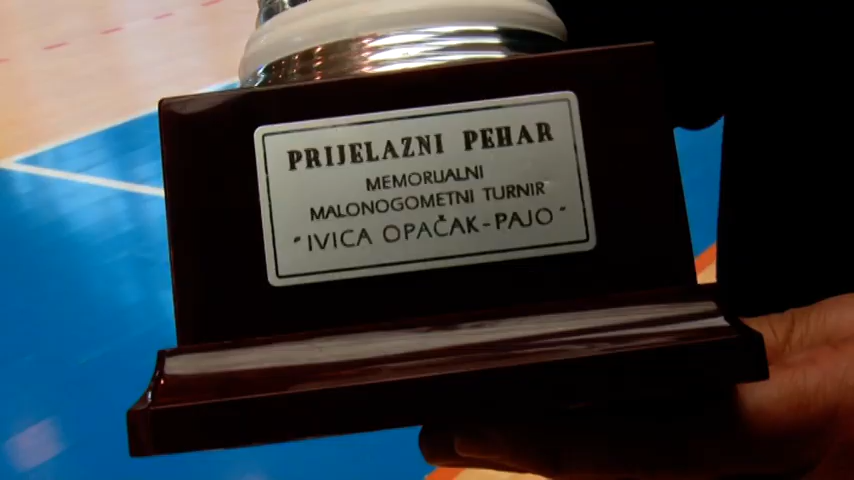 PRIJELAZNI PEHAR
MEMORIJALNI
MALONOGOMETNI TURNIR
"IVICA OPAČAK-PAJO"